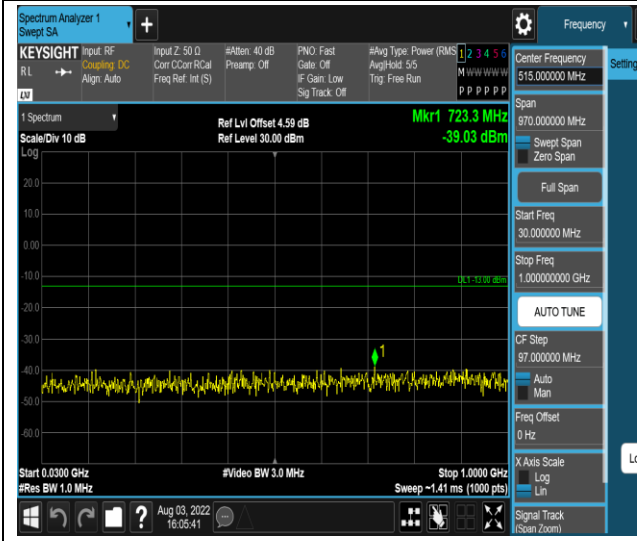 Spectrum Analyzer 1
Swept SA
Frequency
KEYSIGHT
RL
LXI
Input: RF
Coupling: DC
Align: Auto
Input Z: 50 Ω
Corr CCorr RCal
Freq Ref: Int (S)
#Atten: 40 dB
Preamp: Off
PNO: Fast
Gate: Off
IF Gain: Low
Sig Track: Off
#Avg Type: Power (RMS
Avg|Hold: 5/5
Trig: Free Run
1 2 3 4 5 6
M W W W W W
P P P P P P
1 Spectrum
Scale/Div 10 dB
Log
Ref Lvl Offset 4.59 dB
Ref Level 30.00 dBm
Mkr1 723.3 MHz
-39.03 dBm
20.0
10.0
0.00
-10.0
DL1 -13.00 dBm
-20.0
-30.0
1
-40.0
-50.0
-60.0
Start 0.0300 GHz
#Res BW 1.0 MHz
#Video BW 3.0 MHz
Stop 1.0000 GHz
Sweep ~1.41 ms (1000 pts)
?
Aug 03, 2022
16:05:41
Center Frequency
515.000000 MHz
Settings
Span
970.000000 MHz
Swept Span
Zero Span
Full Span
Start Freq
30.000000 MHz
Stop Freq
1.000000000 GHz
AUTO TUNE
CF Step
97.000000 MHz
Auto
Man
Freq Offset
0 Hz
X Axis Scale
Log
Lin
Lo
Signal Track
(Span Zoom)